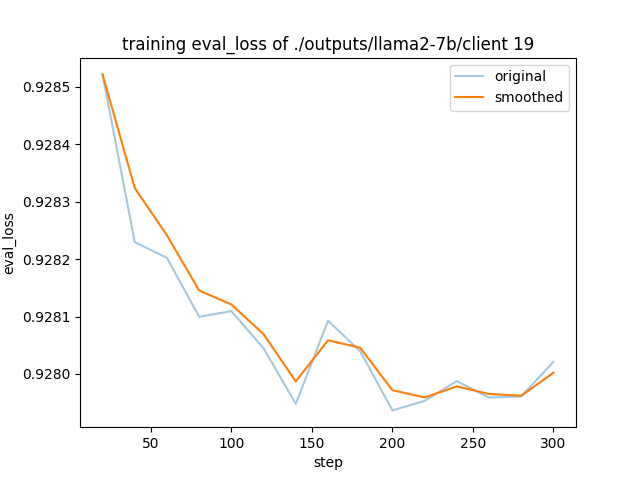 training eval_loss of ./outputs/llama2-7b/client 19
original
smoothed
0.9285
0.9284
0.9283
0.9282
0.9281
0.9280
eval_loss
50
100
150
200
250
300
step